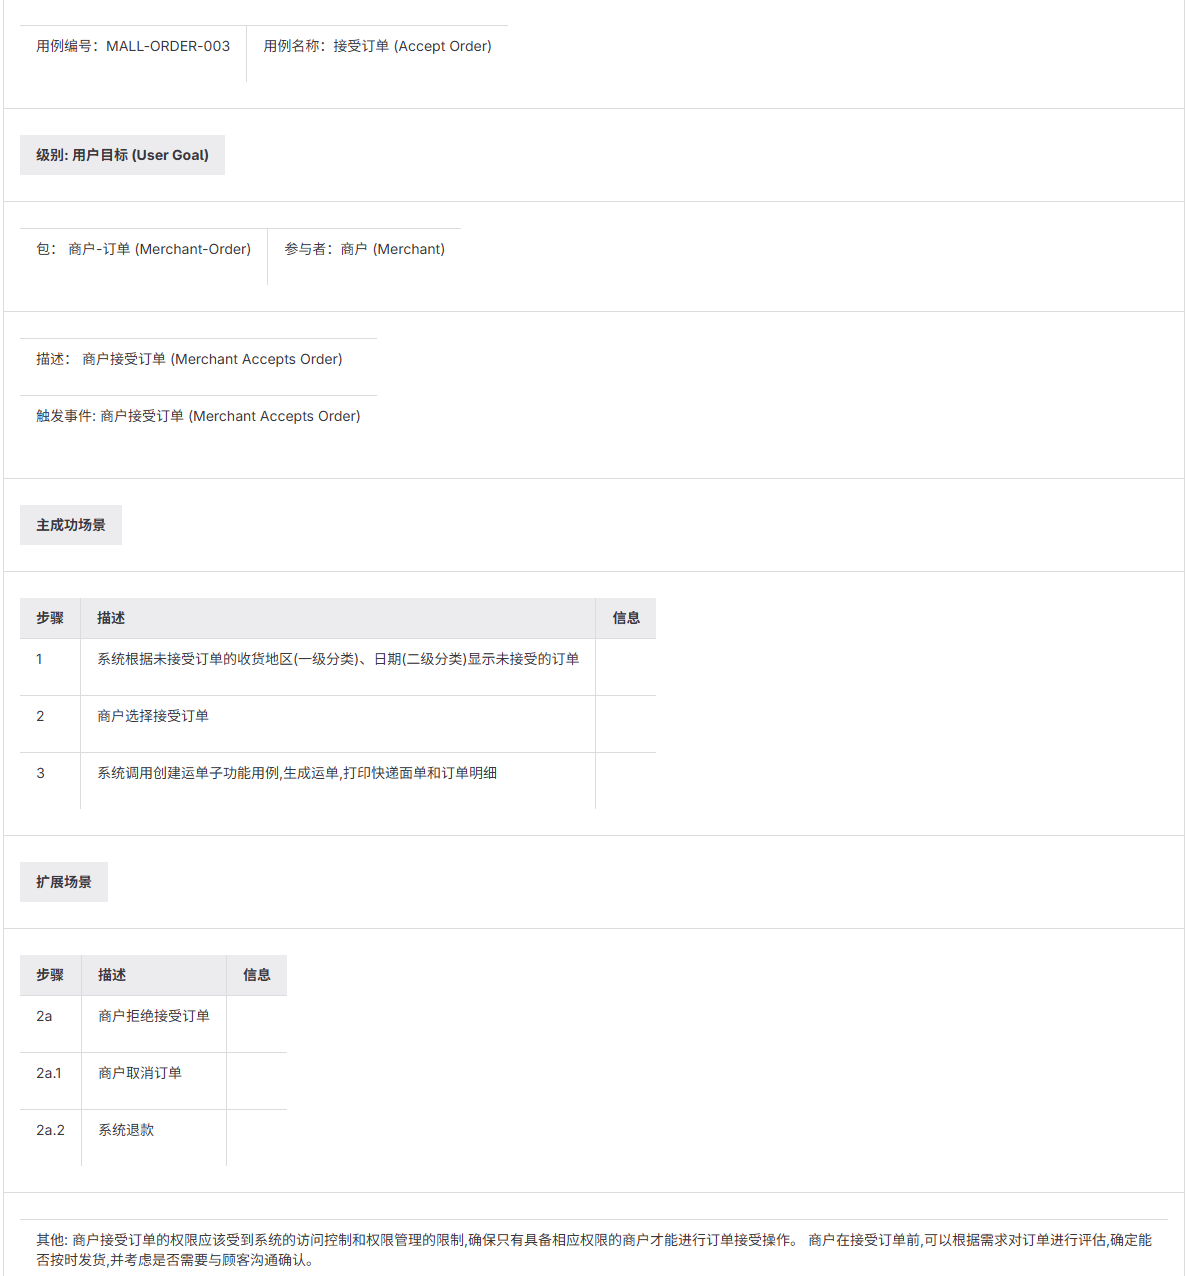 用例编号：MALL-ORDER-003 用例名称：接受订单 (Accept Order)
级别: 用户目标 (User Goal)
包： 商户-订单 (Merchant-Order) 参与者：商户 (Merchant)
描述： 商户接受订单 (Merchant Accepts Order)
触发事件: 商户接受订单 (Merchant Accepts Order)
主成功场景
步骤 描述 信息
1 系统根据未接受订单的收货地区(一级分类)、日期(二级分类)显示未接受的订单
2 商户选择接受订单
3 系统调用创建运单子功能用例,生成运单,打印快递面单和订单明细
扩展场景
步骤 描述 信息
2a 商户拒绝接受订单
2a.1 商户取消订单
2a.2 系统退款
其他: 商户接受订单的权限应该受到系统的访问控制和权限管理的限制,确保只有具备相应权限的商户才能进行订单接受操作。 商户在接受订单前,可以根据需求对订单进行评估,确定能
否按时发货,并考虑是否需要与顾客沟通确认。